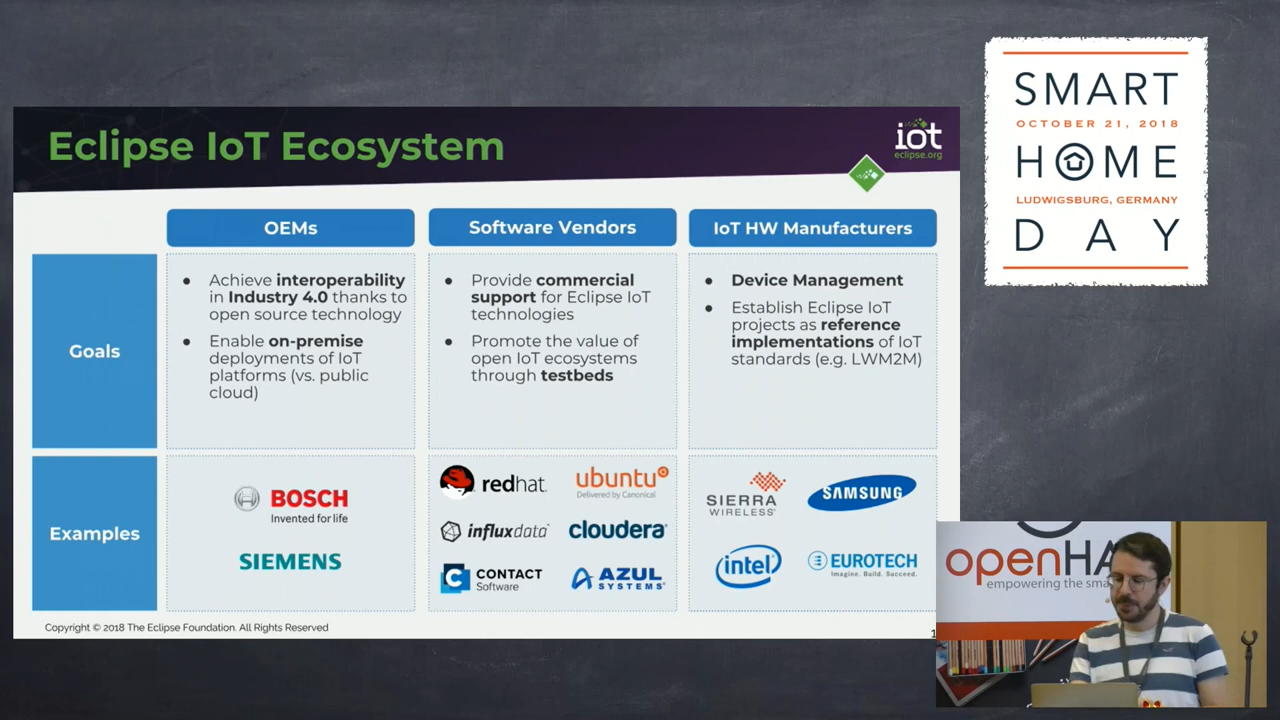 Eclipse IoT Ecosystem
iot
eclipse.org
OEMs
Software Vendors
IoT HW Manufacturers
Goals
● Achieve interoperability
in Industry 4.0 thanks to
open source technology
● Enable on-premise
deployments of IoT
platforms (vs. public
cloud)
● Provide commercial
support for Eclipse IoT
technologies
● Promote the value of
open IoT ecosystems
through testbeds
● Device Management
● Establish Eclipse IoT
projects as reference
implementations of IoT
standards (e.g. LWM2M)
Examples
BOSCH
Invented for life
SIEMENS
redhat.
ubuntu
Delivered by Canonical
influxdata
cloudera
CONTACT
Software
AZUL
SYSTEMS
SIERRA
WIRELESS
SAMSUNG
intel
EUROTECH
Imagine. Build. Succeed.
Copyright © 2018 The Eclipse Foundation. All Rights Reserved
1
SMART
OCTOBER 21, 2018
HOME
LUDWIGSBURG, GERMANY
DAY
openHA
empowering the sma